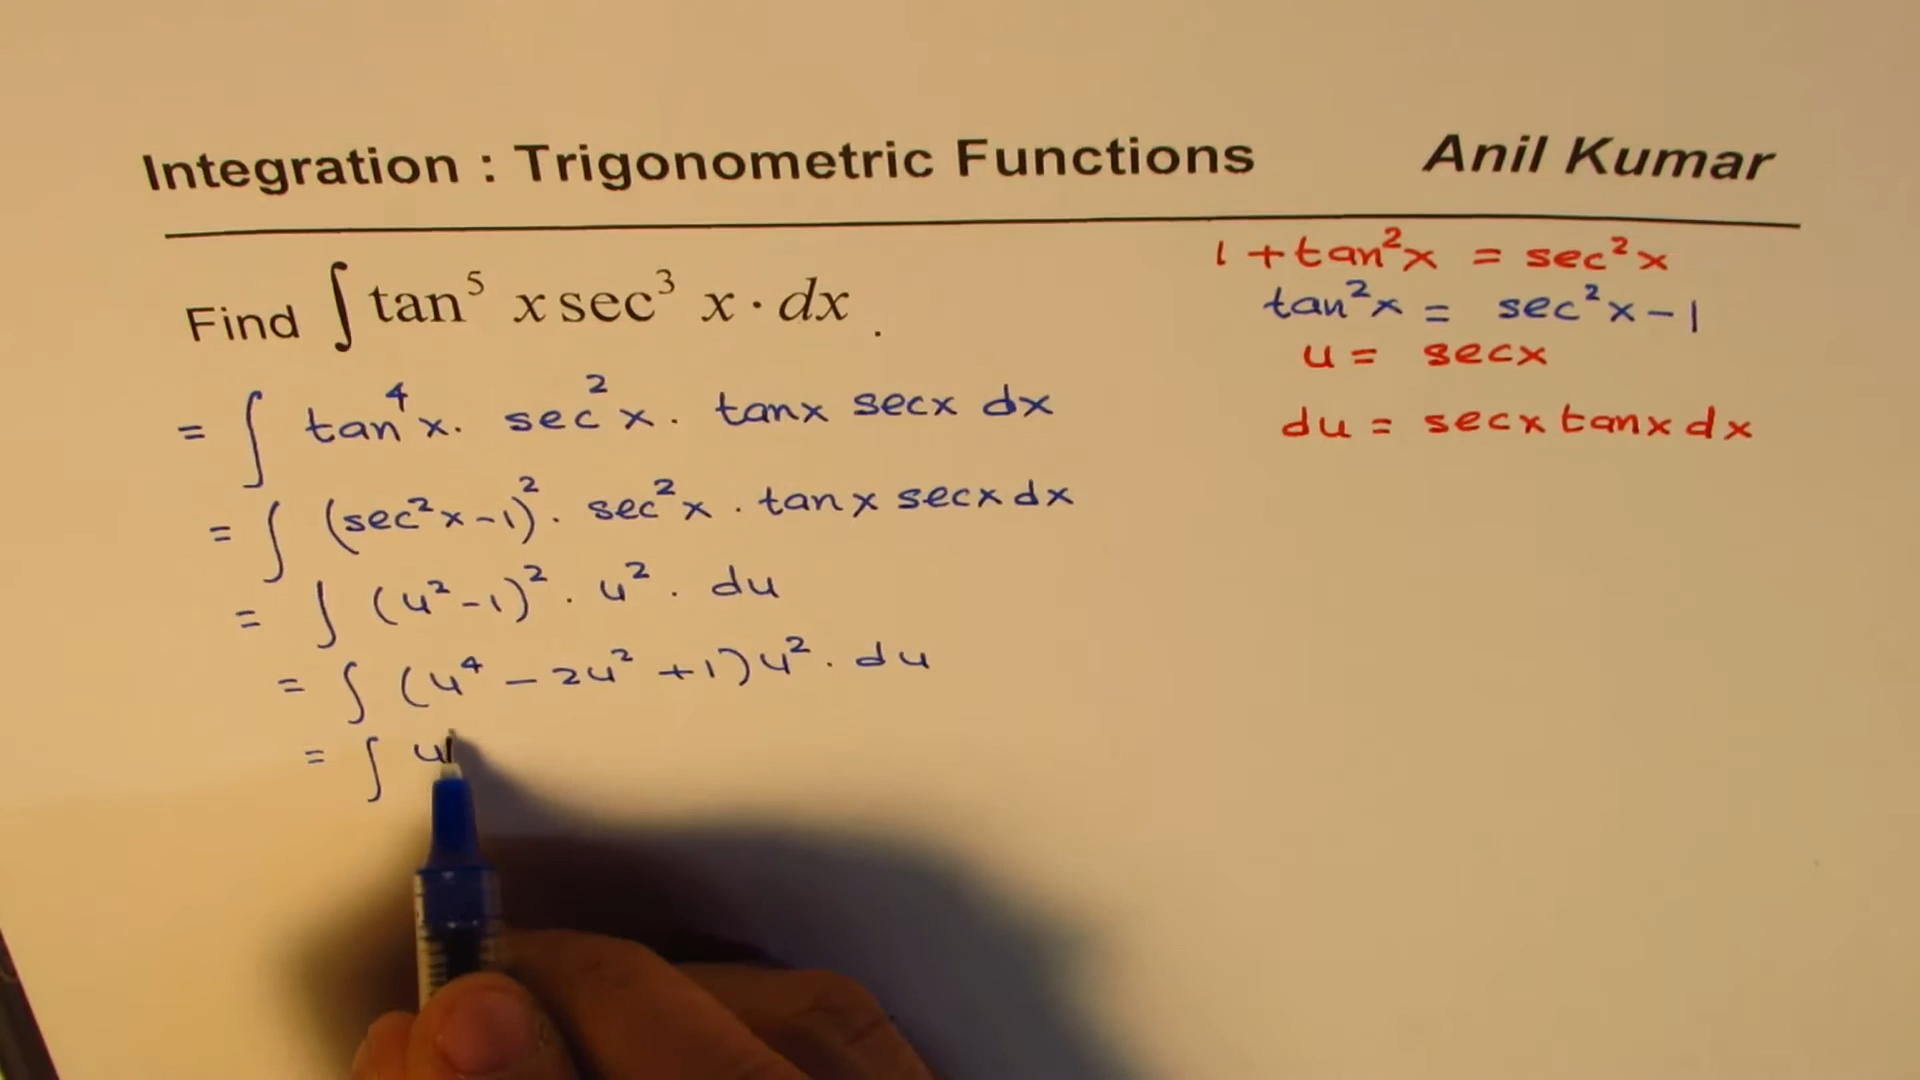 Integration : Trigonometric Functions Anil Kumar
Find ∫ tan⁵ x sec³ x · dx .
= ∫ tan⁴x · sec²x · tanx secx dx
= ∫ (sec²x − 1)² · sec²x · tanx secx dx
= ∫ (u² − 1)² · u² · du
= ∫ (u⁴ − 2u² + 1) u² · du
= ∫ u
1 + tan²x = sec²x
tan²x = sec²x − 1
u = secx
du = secx tanx dx